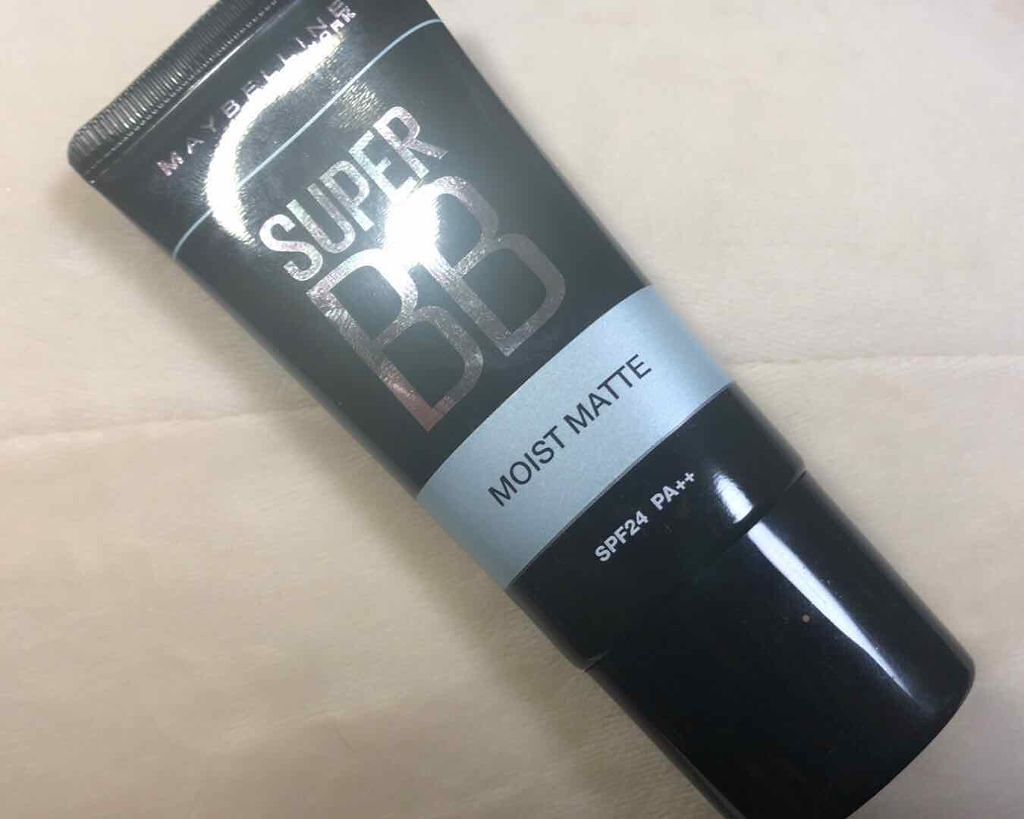 MAYBELLINE
SUPER
BB
MOIST MATTE
SPF24 PA++